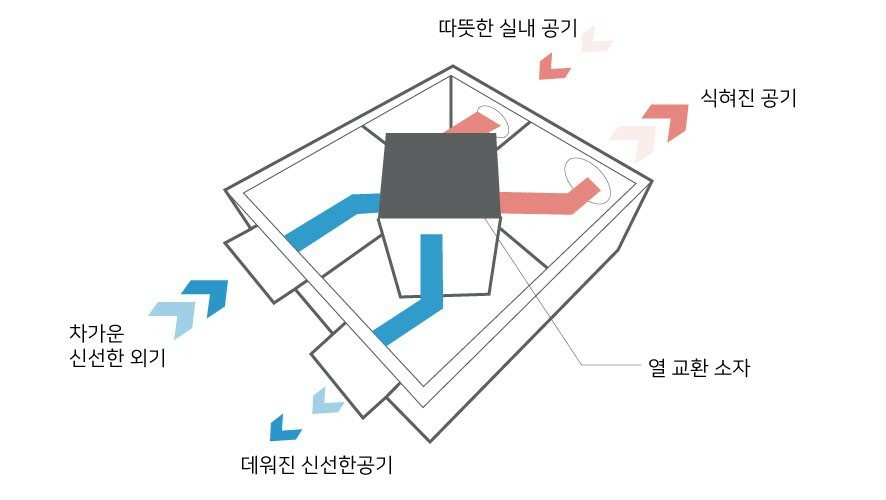 따뜻한 실내 공기
식혀진 공기
차가운
신선한 외기
열 교환 소자
데워진 신선한공기